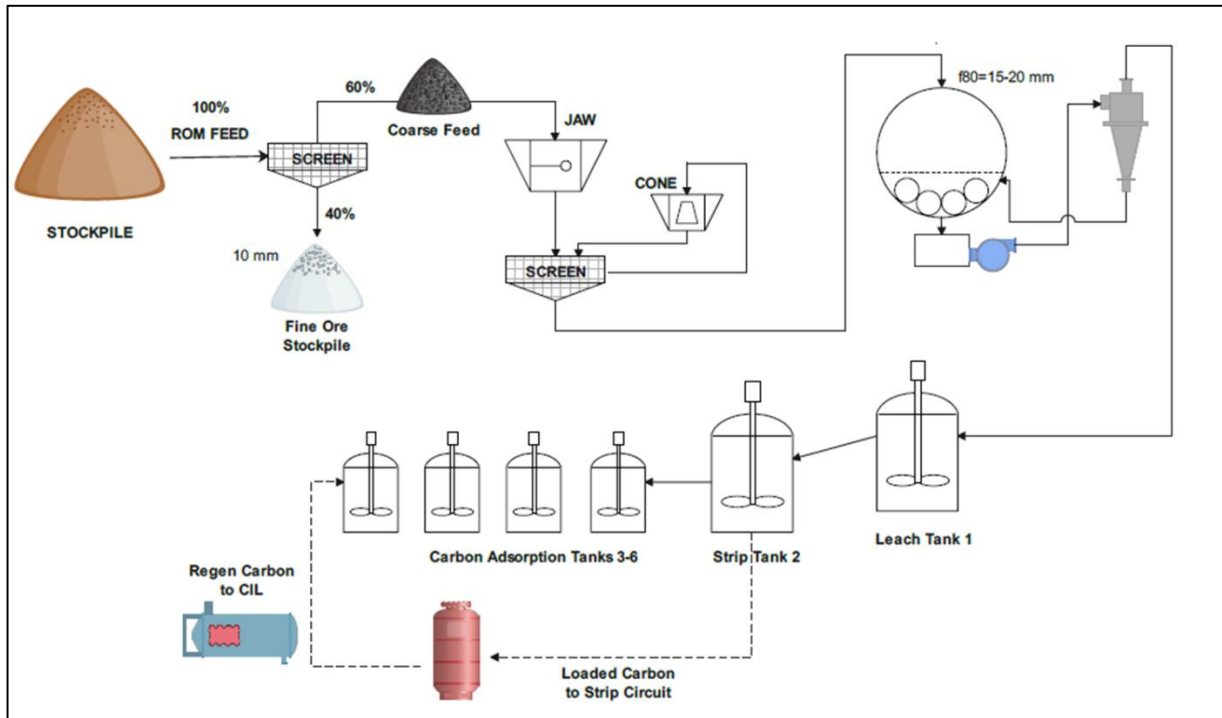 60%
100%
ROM FEED
Coarse Feed
JAW
f80=15-20 mm
SCREEN
CONE
STOCKPILE
40%
10 mm
SCREEN
Fine Ore
Stockpile
Carbon Adsorption Tanks 3-6
Strip Tank 2
Leach Tank 1
Regen Carbon
to CIL
Loaded Carbon
to Strip Circuit